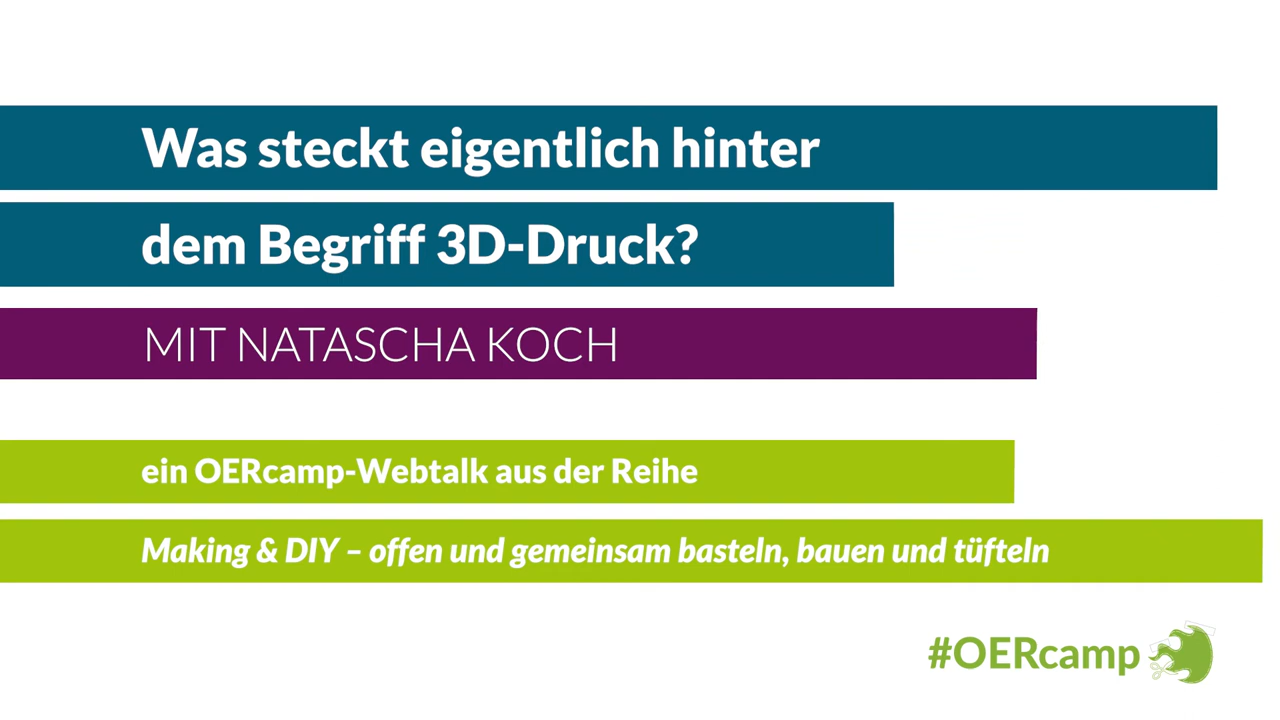 Was steckt eigentlich hinter
dem Begriff 3D-Druck?
MIT NATASCHA KOCH
ein OERcamp-Webtalk aus der Reihe
Making & DIY – offen und gemeinsam basteln, bauen und tüfteln
#OERcamp